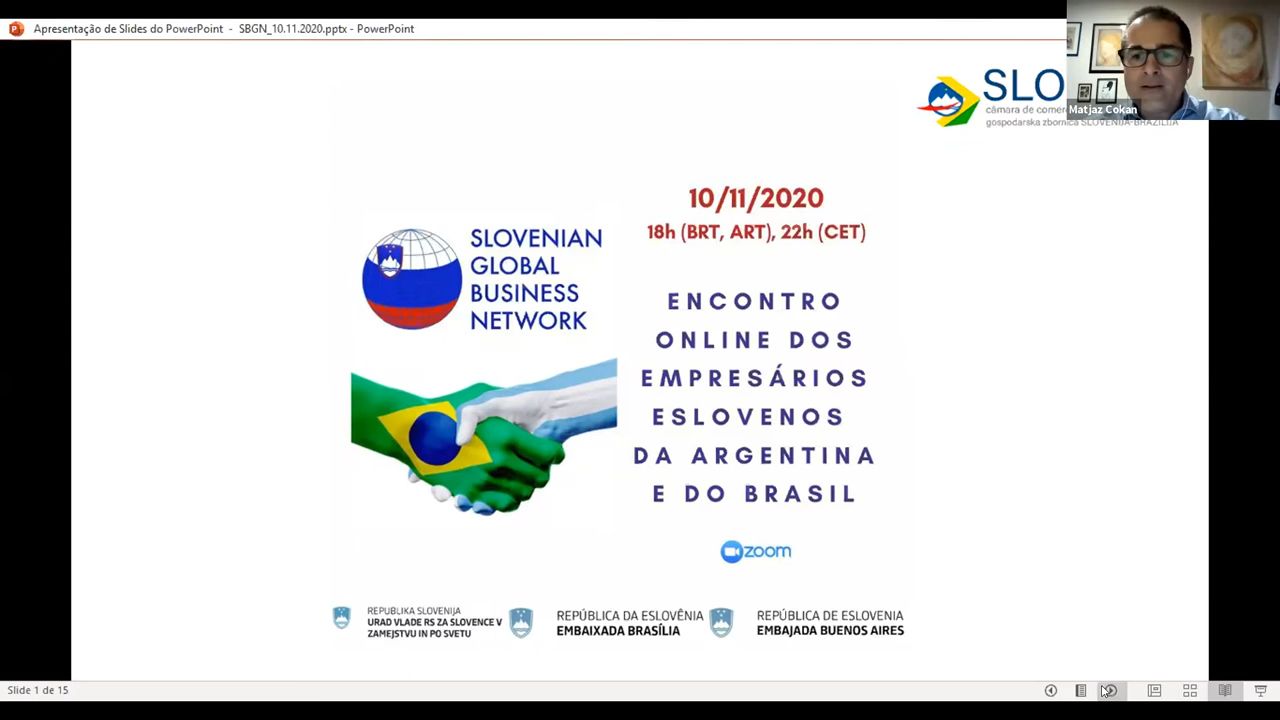 Apresentação de Slides do PowerPoint - SBGN_10.11.2020.pptx - PowerPoint
Matjaz Cokan
SLO
câmara de comér
gospodarska zbornica SLOVENIJA-BRAZILIJA
10/11/2020
18h (BRT, ART), 22h (CET)
SLOVENIAN
GLOBAL
BUSINESS
NETWORK
ENCONTRO
ONLINE DOS
EMPRESÁRIOS
ESLOVENOS
DA ARGENTINA
E DO BRASIL
zoom
REPUBLIKA SLOVENIJA
URAD VLADE RS ZA SLOVENCE V
ZAMEJSTVU IN PO SVETU
REPÚBLICA DA ESLOVÊNIA
EMBAIXADA BRASÍLIA
REPÚBLICA DE ESLOVENIA
EMBAJADA BUENOS AIRES
Slide 1 de 15